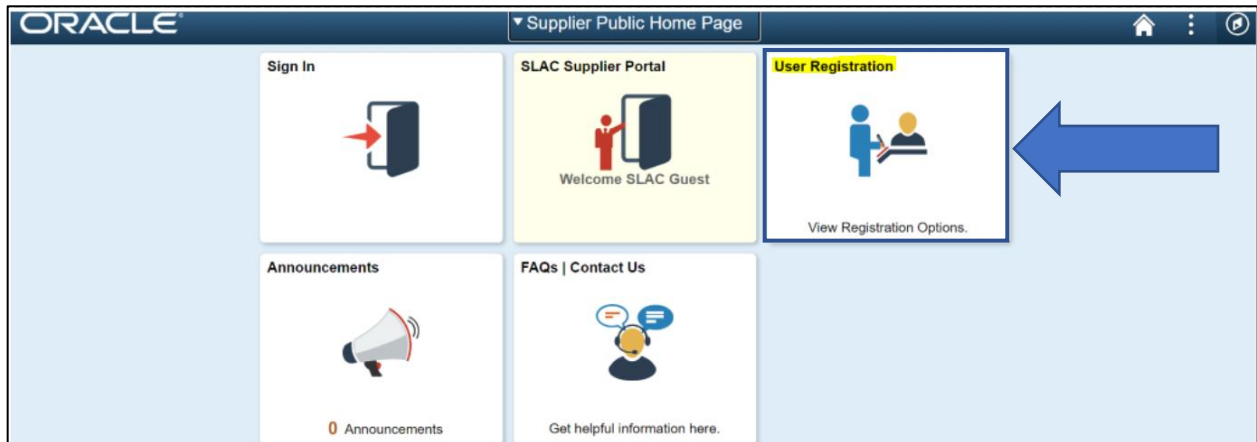 ORACLE
Supplier Public Home Page
Sign In
SLAC Supplier Portal
Welcome SLAC Guest
User Registration
View Registration Options.
Announcements
0 Announcements
FAQs | Contact Us
Get helpful information here.